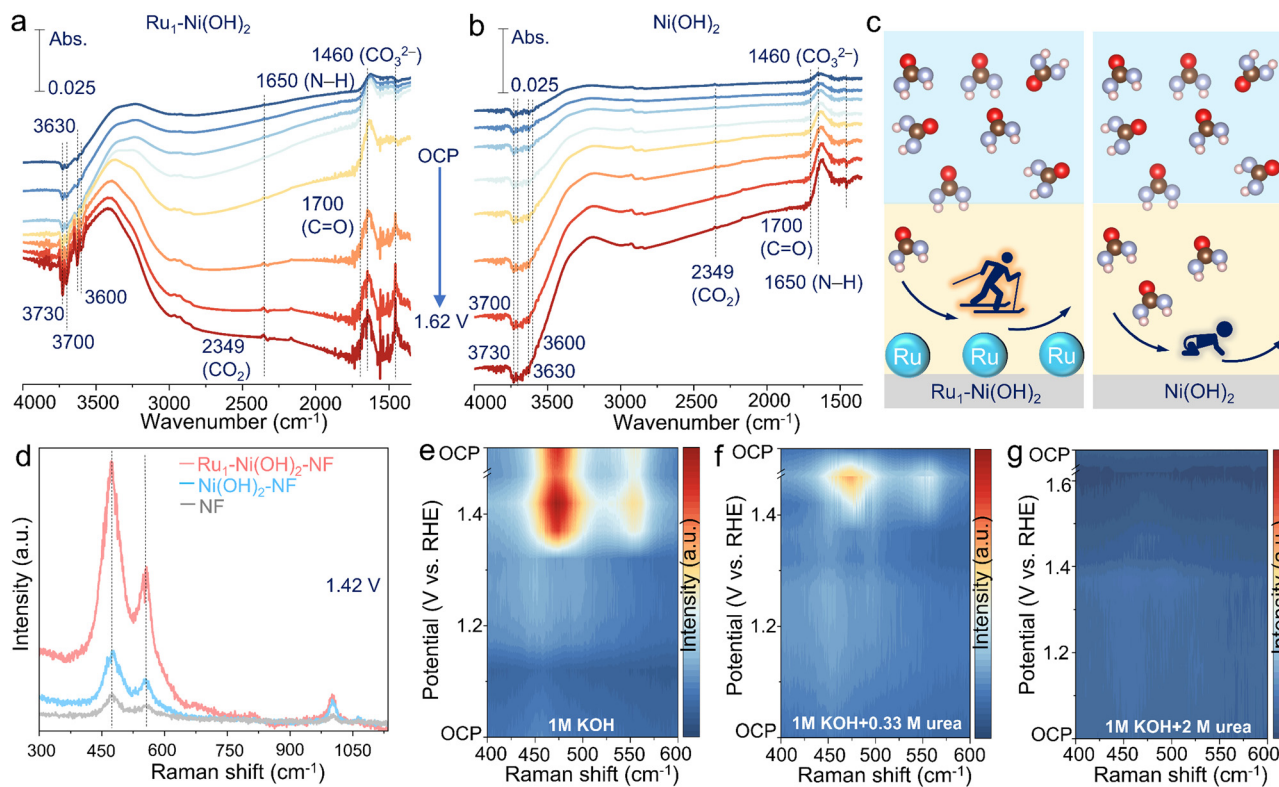 a
Ru₁-Ni(OH)₂
Abs.
0.025
1460 (CO₃²⁻)
1650 (N–H)
3630
OCP
1700
(C=O)
3600
3730
3700
2349
(CO₂)
1.62 V
4000 3500 3000 2500 2000 1500
Wavenumber (cm⁻¹)
b
Ni(OH)₂
Abs.
0.025
1460 (CO₃²⁻)
1700
(C=O)
2349
(CO₂)
1650 (N–H)
3700
3730
3600
3630
4000 3500 3000 2500 2000 1500
Wavenumber (cm⁻¹)
c
Ru
Ru
Ru
Ru₁-Ni(OH)₂
Ni(OH)₂
d
Ru₁-Ni(OH)₂-NF
Ni(OH)₂-NF
NF
1.42 V
Intensity (a.u.)
300 450 600 750 900 1050
Raman shift (cm⁻¹)
e
OCP
1.4
1.2
OCP
Potential (V vs. RHE)
1M KOH
400 450 500 550 600
Raman shift (cm⁻¹)
Intensity (a.u.)
f
OCP
1.4
1.2
OCP
Potential (V vs. RHE)
1M KOH+0.33 M urea
400 450 500 550 600
Raman shift (cm⁻¹)
Intensity (a.u.)
g
OCP
1.6
1.4
1.2
OCP
Potential (V vs. RHE)
1M KOH+2 M urea
400 450 500 550 600
Raman shift (cm⁻¹)